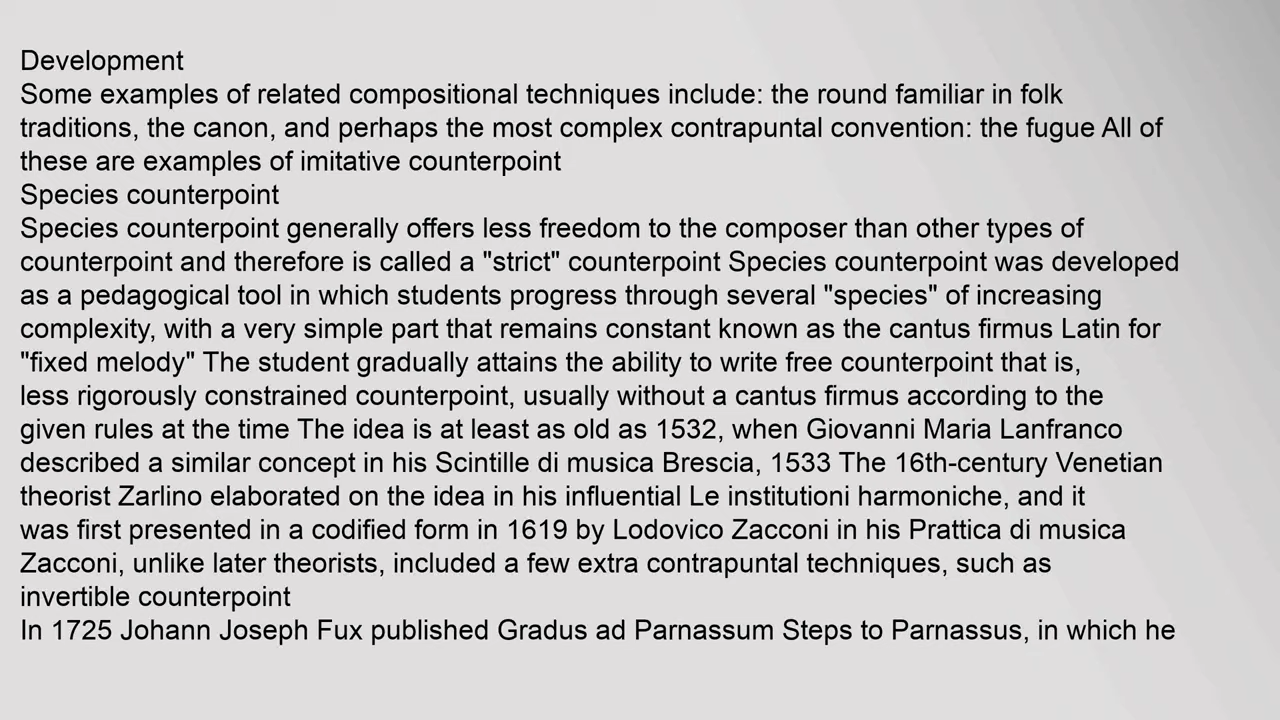 Development
Some examples of related compositional techniques include: the round familiar in folk
traditions, the canon, and perhaps the most complex contrapuntal convention: the fugue All of
these are examples of imitative counterpoint
Species counterpoint
Species counterpoint generally offers less freedom to the composer than other types of
counterpoint and therefore is called a "strict" counterpoint Species counterpoint was developed
as a pedagogical tool in which students progress through several "species" of increasing
complexity, with a very simple part that remains constant known as the cantus firmus Latin for
"fixed melody" The student gradually attains the ability to write free counterpoint that is,
less rigorously constrained counterpoint, usually without a cantus firmus according to the
given rules at the time The idea is at least as old as 1532, when Giovanni Maria Lanfranco
described a similar concept in his Scintille di musica Brescia, 1533 The 16th-century Venetian
theorist Zarlino elaborated on the idea in his influential Le institutioni harmoniche, and it
was first presented in a codified form in 1619 by Lodovico Zacconi in his Prattica di musica
Zacconi, unlike later theorists, included a few extra contrapuntal techniques, such as
invertible counterpoint
In 1725 Johann Joseph Fux published Gradus ad Parnassum Steps to Parnassus, in which he